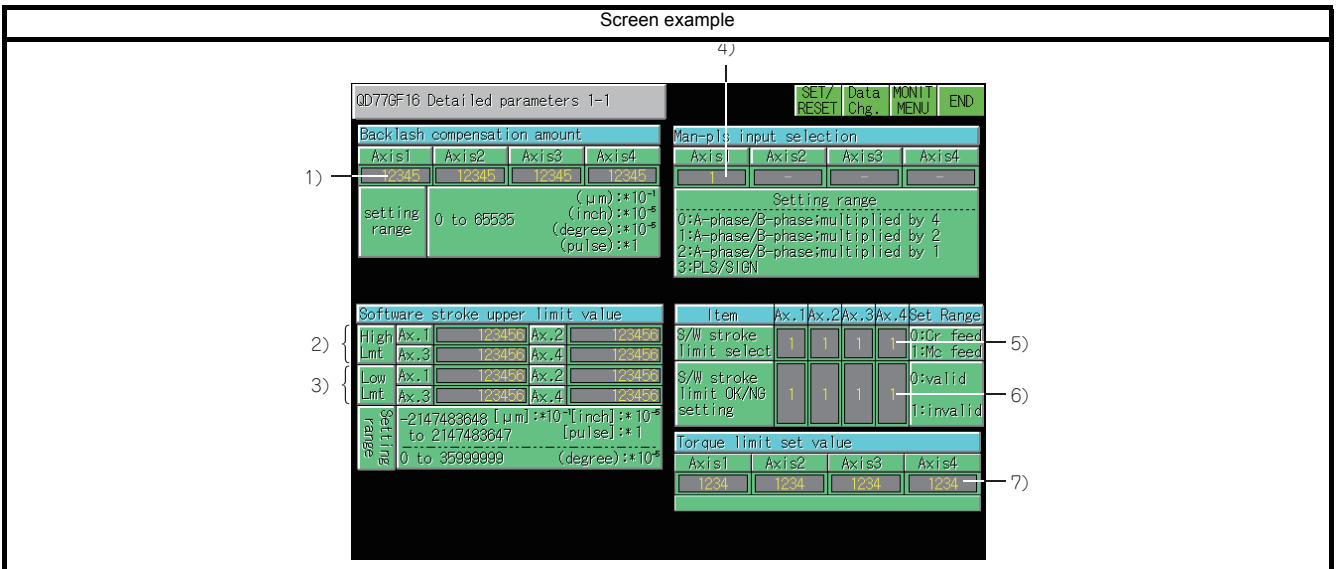 Screen example
4)
QD77GF16 Detailed parameters 1-1
SET/ RESET
Data Chg.
MONIT MENU
END
Backlash compensation amount
Axis1 Axis2 Axis3 Axis4
1)
12345 12345 12345 12345
setting range
0 to 65535
(μm):*10⁻¹
(inch):*10⁻⁵
(degree):*10⁻⁵
(pulse):*1
Man-pls input selection
Axis1 Axis2 Axis3 Axis4
1 - - -
Setting range
0:A-phase/B-phase;multiplied by 4
1:A-phase/B-phase;multiplied by 2
2:A-phase/B-phase;multiplied by 1
3:PLS/SIGN
Software stroke upper limit value
2)
High Lmt
Ax.1 123456 Ax.2 123456
Ax.3 123456 Ax.4 123456
3)
Low Lmt
Ax.1 123456 Ax.2 123456
Ax.3 123456 Ax.4 123456
Setting range
-2147483648 [μm]:*10⁻¹[inch]:*10⁻⁵
to 2147483647 [pulse]:*1
0 to 35999999 (degree):*10⁻⁵
Item Ax.1 Ax.2 Ax.3 Ax.4 Set Range
S/W stroke limit select
1 1 1 1
0:Cr feed
1:Mc feed
5)
S/W stroke limit OK/NG setting
1 1 1 1
0:valid
1:invalid
6)
Torque limit set value
Axis1 Axis2 Axis3 Axis4
1234 1234 1234 1234
7)